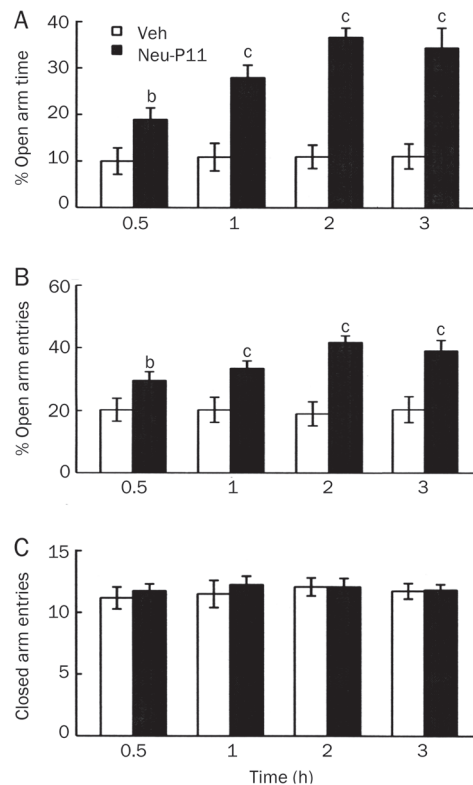 A
Veh
Neu-P11
% Open arm time
40
30
20
10
0
b
c
c
c
0.5 1 2 3
B
% Open arm entries
60
40
20
0
b
c
c
c
0.5 1 2 3
C
Closed arm entries
15
10
5
0
0.5 1 2 3
Time (h)